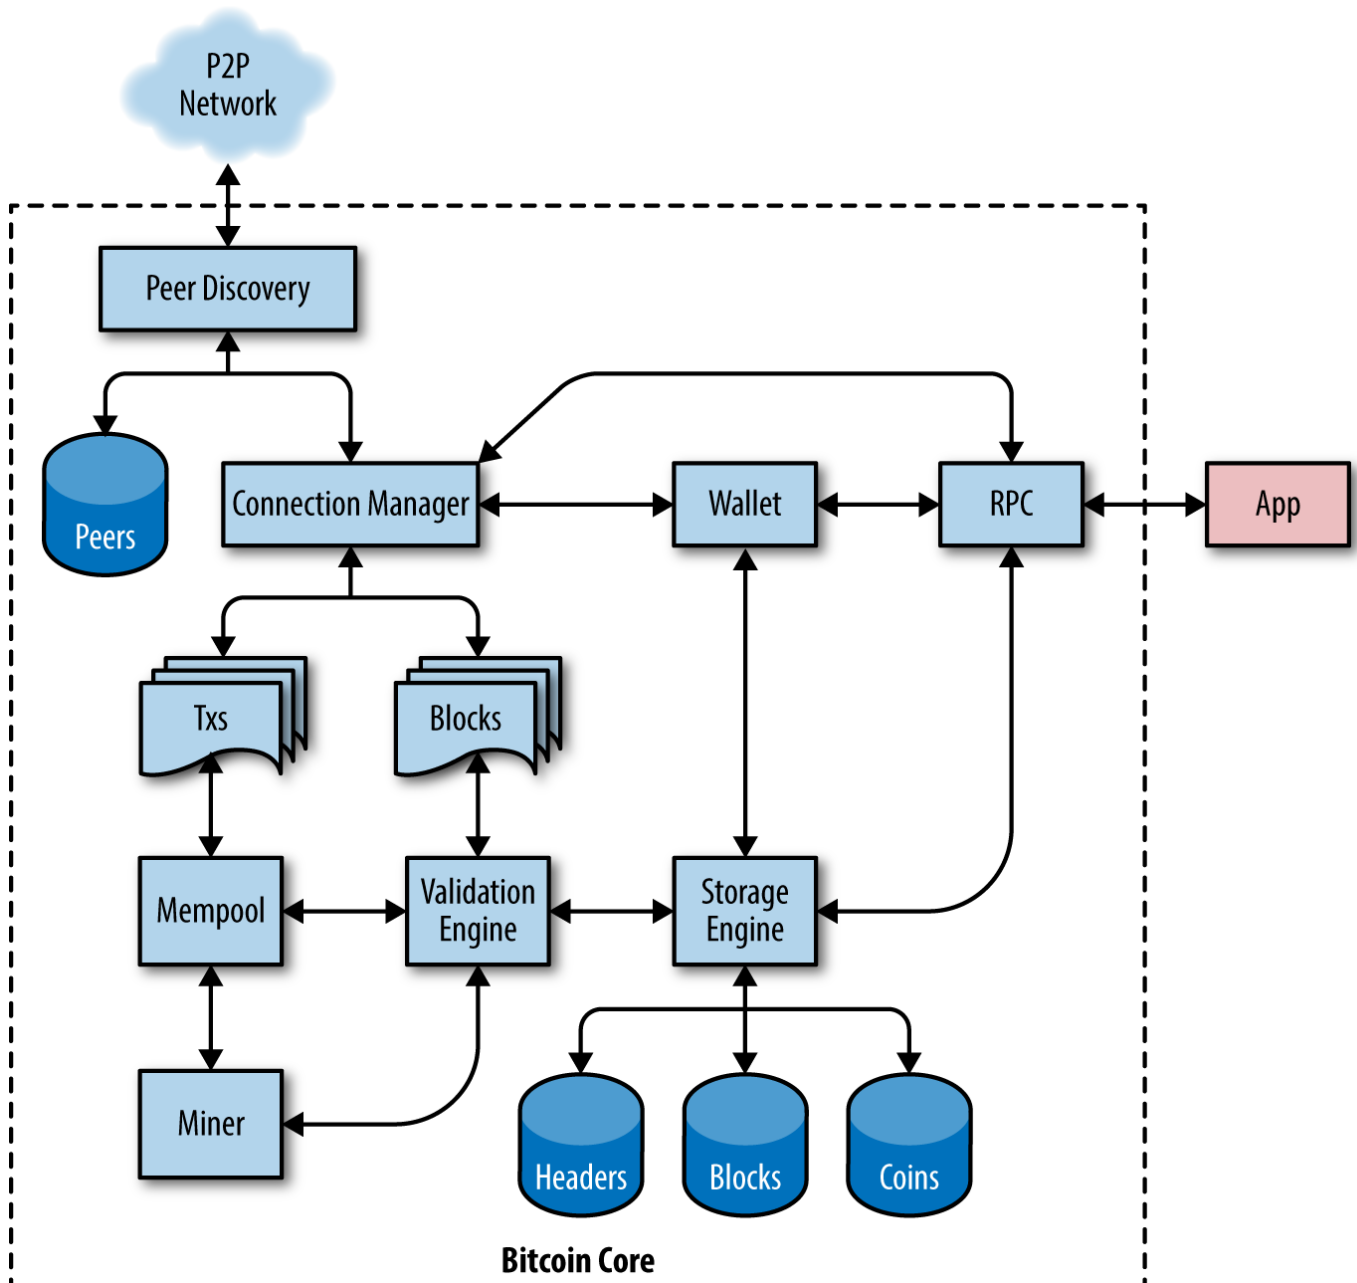 P2P
Network
Peer Discovery
Peers
Connection Manager
Wallet
RPC
App
Txs
Blocks
Mempool
Validation
Engine
Storage
Engine
Miner
Headers
Blocks
Coins
Bitcoin Core